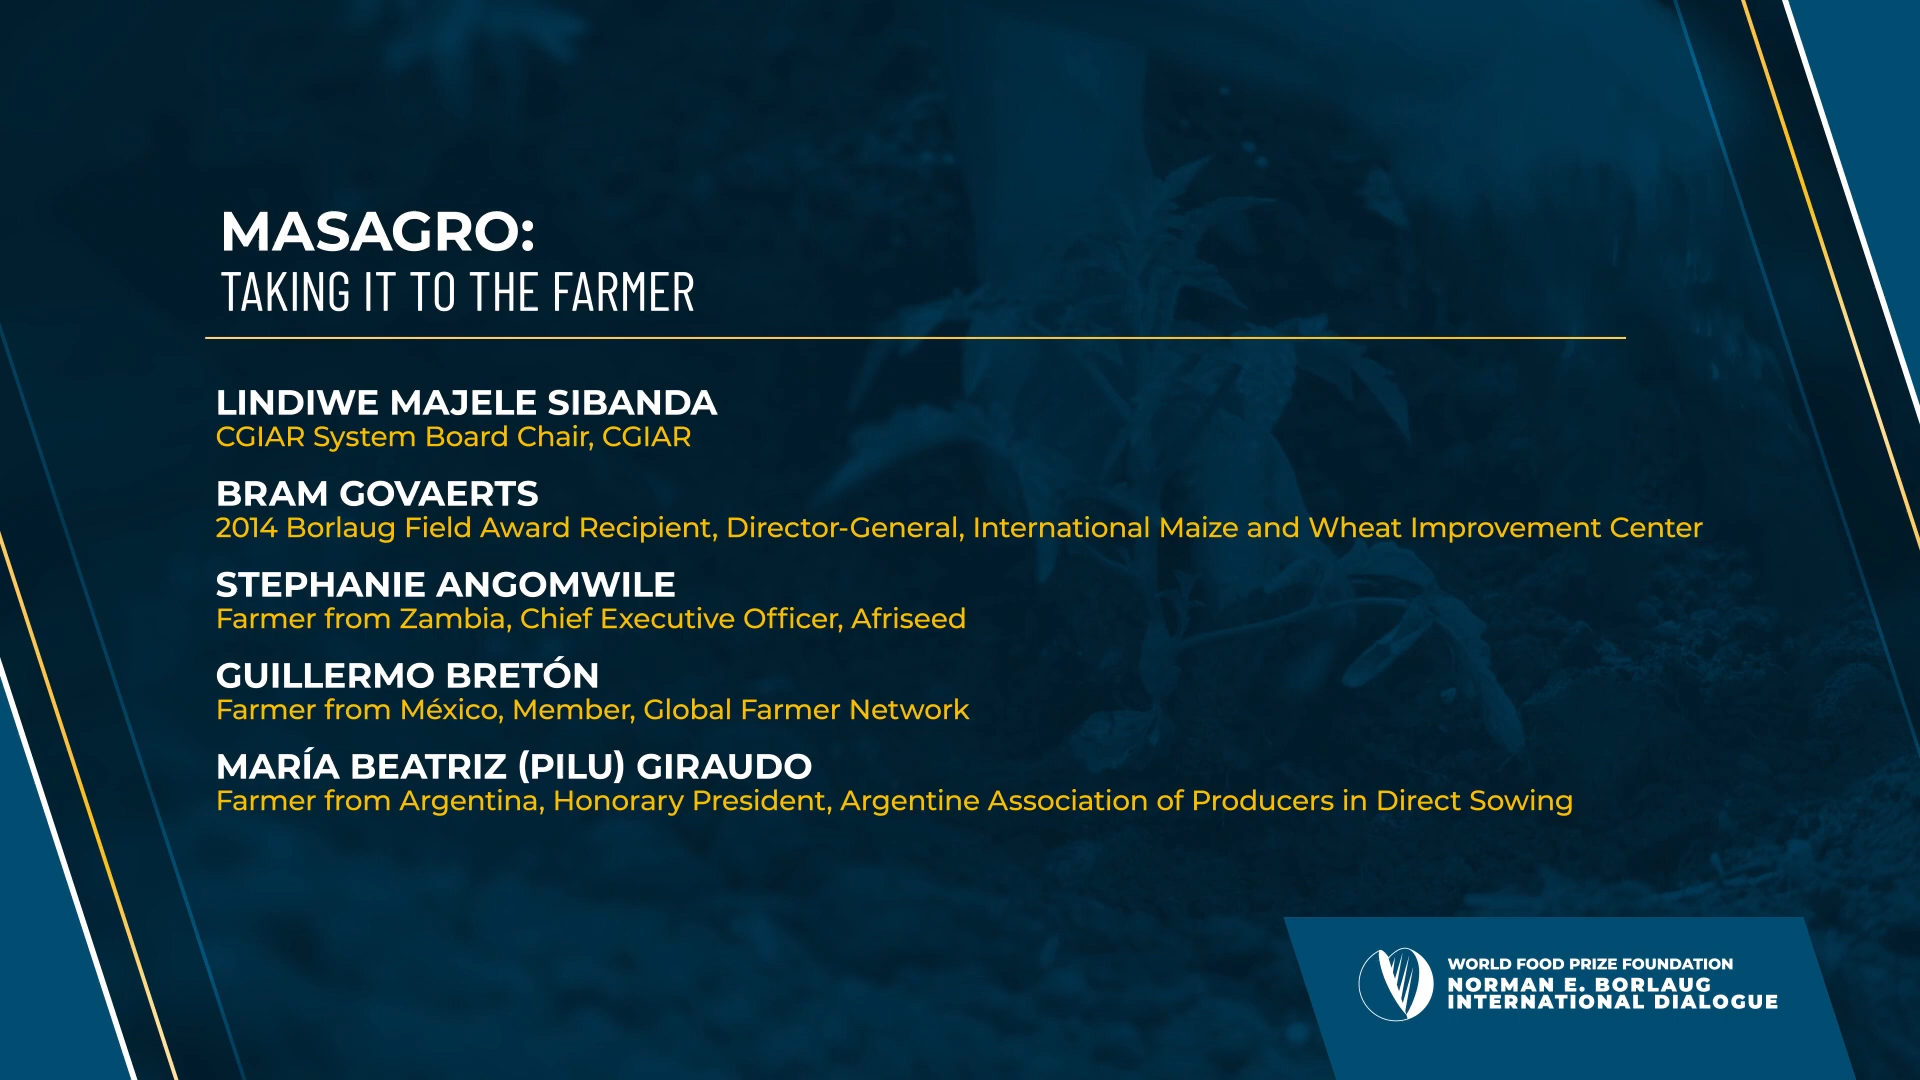 MASAGRO:
TAKING IT TO THE FARMER
LINDIWE MAJELE SIBANDA
CGIAR System Board Chair, CGIAR
BRAM GOVAERTS
2014 Borlaug Field Award Recipient, Director-General, International Maize and Wheat Improvement Center
STEPHANIE ANGOMWILE
Farmer from Zambia, Chief Executive Officer, Afriseed
GUILLERMO BRETÓN
Farmer from México, Member, Global Farmer Network
MARÍA BEATRIZ (PILU) GIRAUDO
Farmer from Argentina, Honorary President, Argentine Association of Producers in Direct Sowing
WORLD FOOD PRIZE FOUNDATION
NORMAN E. BORLAUG
INTERNATIONAL DIALOGUE